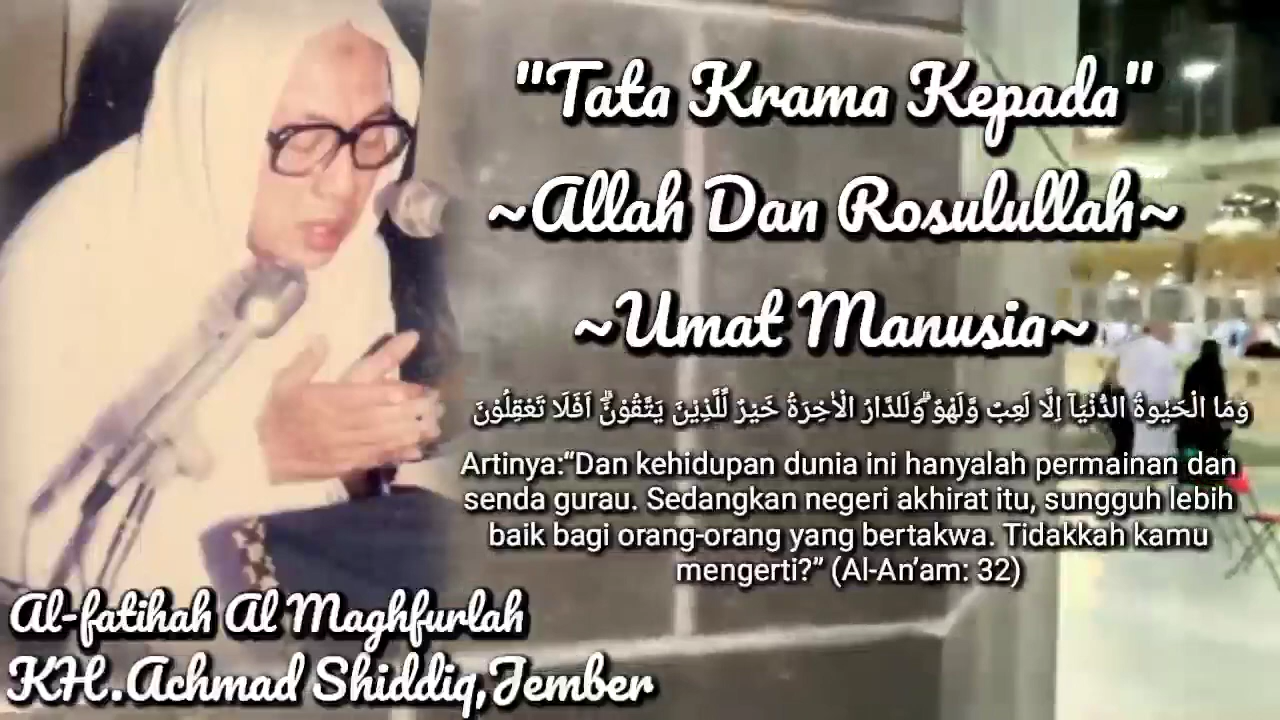 "Tata Krama Kepada"
~Allah Dan Rosulullah~
~Umat Manusia~
وَمَا الْحَيٰوةُ الدُّنْيَآ اِلَّا لَعِبٌ وَّلَهْوٌ ۗوَلَلدَّارُ الْاٰخِرَةُ خَيْرٌ لِّلَّذِيْنَ يَتَّقُوْنَۗ اَفَلَا تَعْقِلُوْنَ
Artinya:“Dan kehidupan dunia ini hanyalah permainan dan
senda gurau. Sedangkan negeri akhirat itu, sungguh lebih
baik bagi orang-orang yang bertakwa. Tidakkah kamu
mengerti?” (Al-An’am: 32)
Al-fatihah Al Maghfurlah
KH.Achmad Shiddiq,Jember